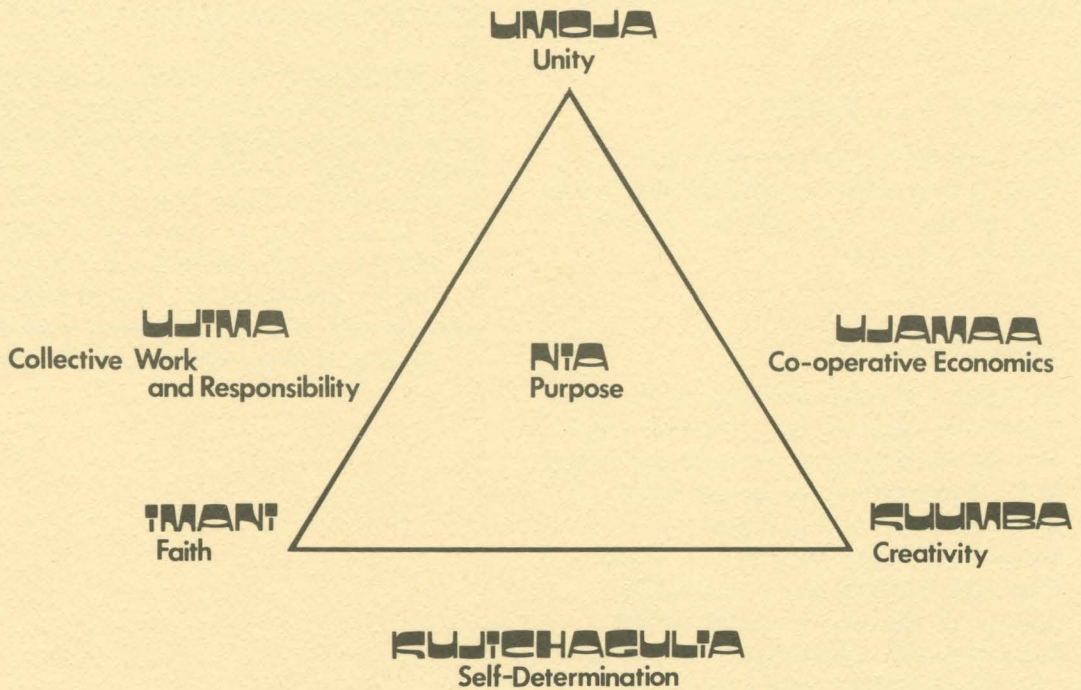 UMOJA
Unity
UJiMA
Collective Work
and Responsibility
NiA
Purpose
UJAMAA
Co-operative Economics
iMANi
Faith
KUUMBA
Creativity
KUJiCHAGULiA
Self-Determination